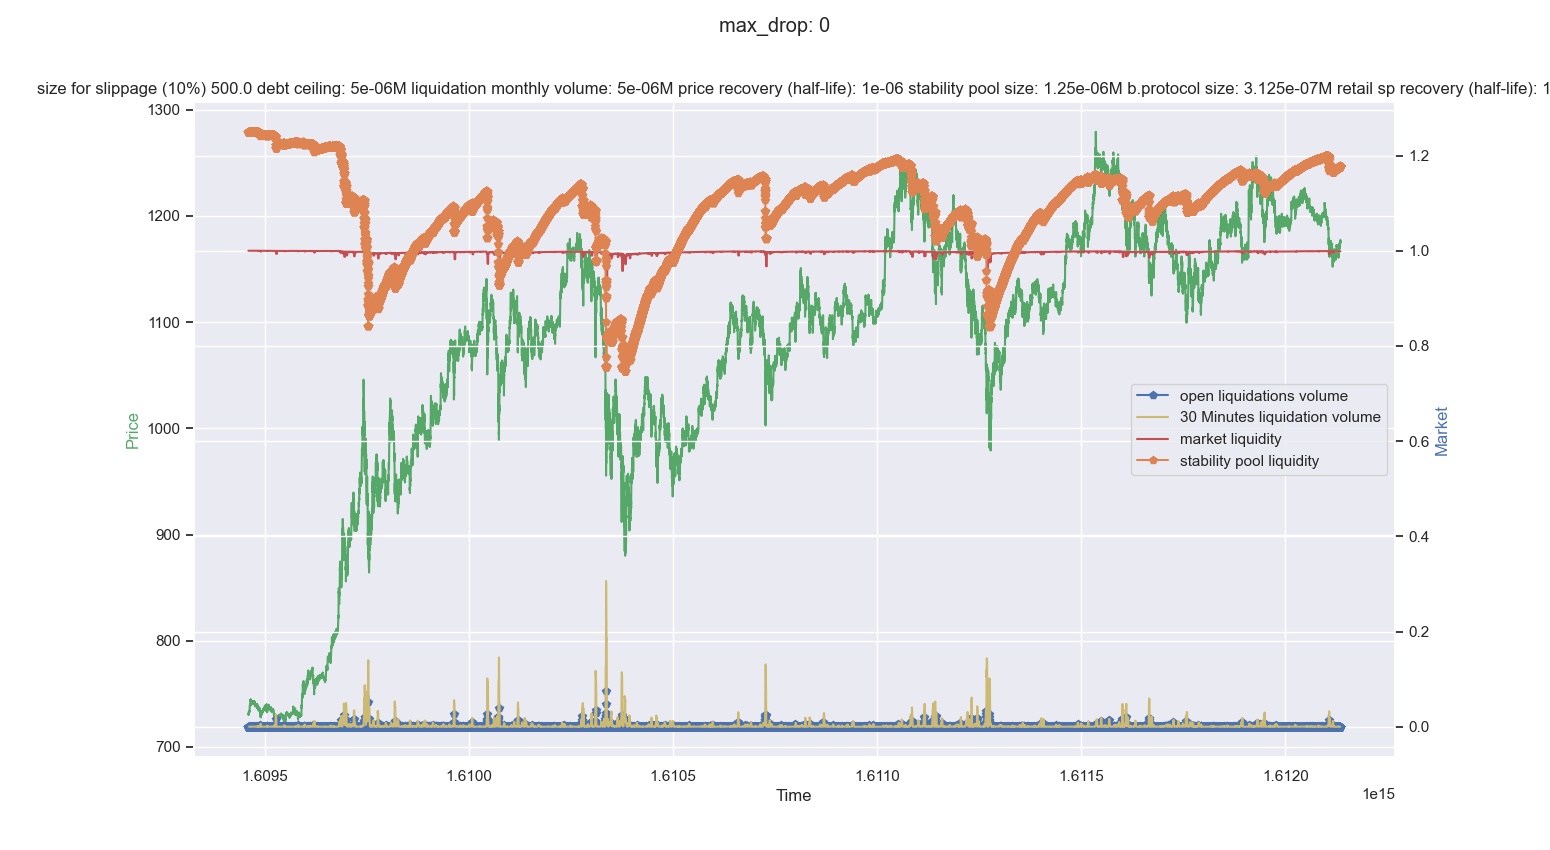 max_drop: 0
size for slippage (10%) 500.0 debt ceiling: 5e-06M liquidation monthly volume: 5e-06M price recovery (half-life): 1e-06 stability pool size: 1.25e-06M b.protocol size: 3.125e-07M retail sp recovery (half-life): 1
1300
1200
1100
1000
900
800
700
Price
1.2
1.0
0.8
0.6
0.4
0.2
0.0
Market
open liquidations volume
30 Minutes liquidation volume
market liquidity
stability pool liquidity
1.6095 1.6100 1.6105 1.6110 1.6115 1.6120
Time
1e15